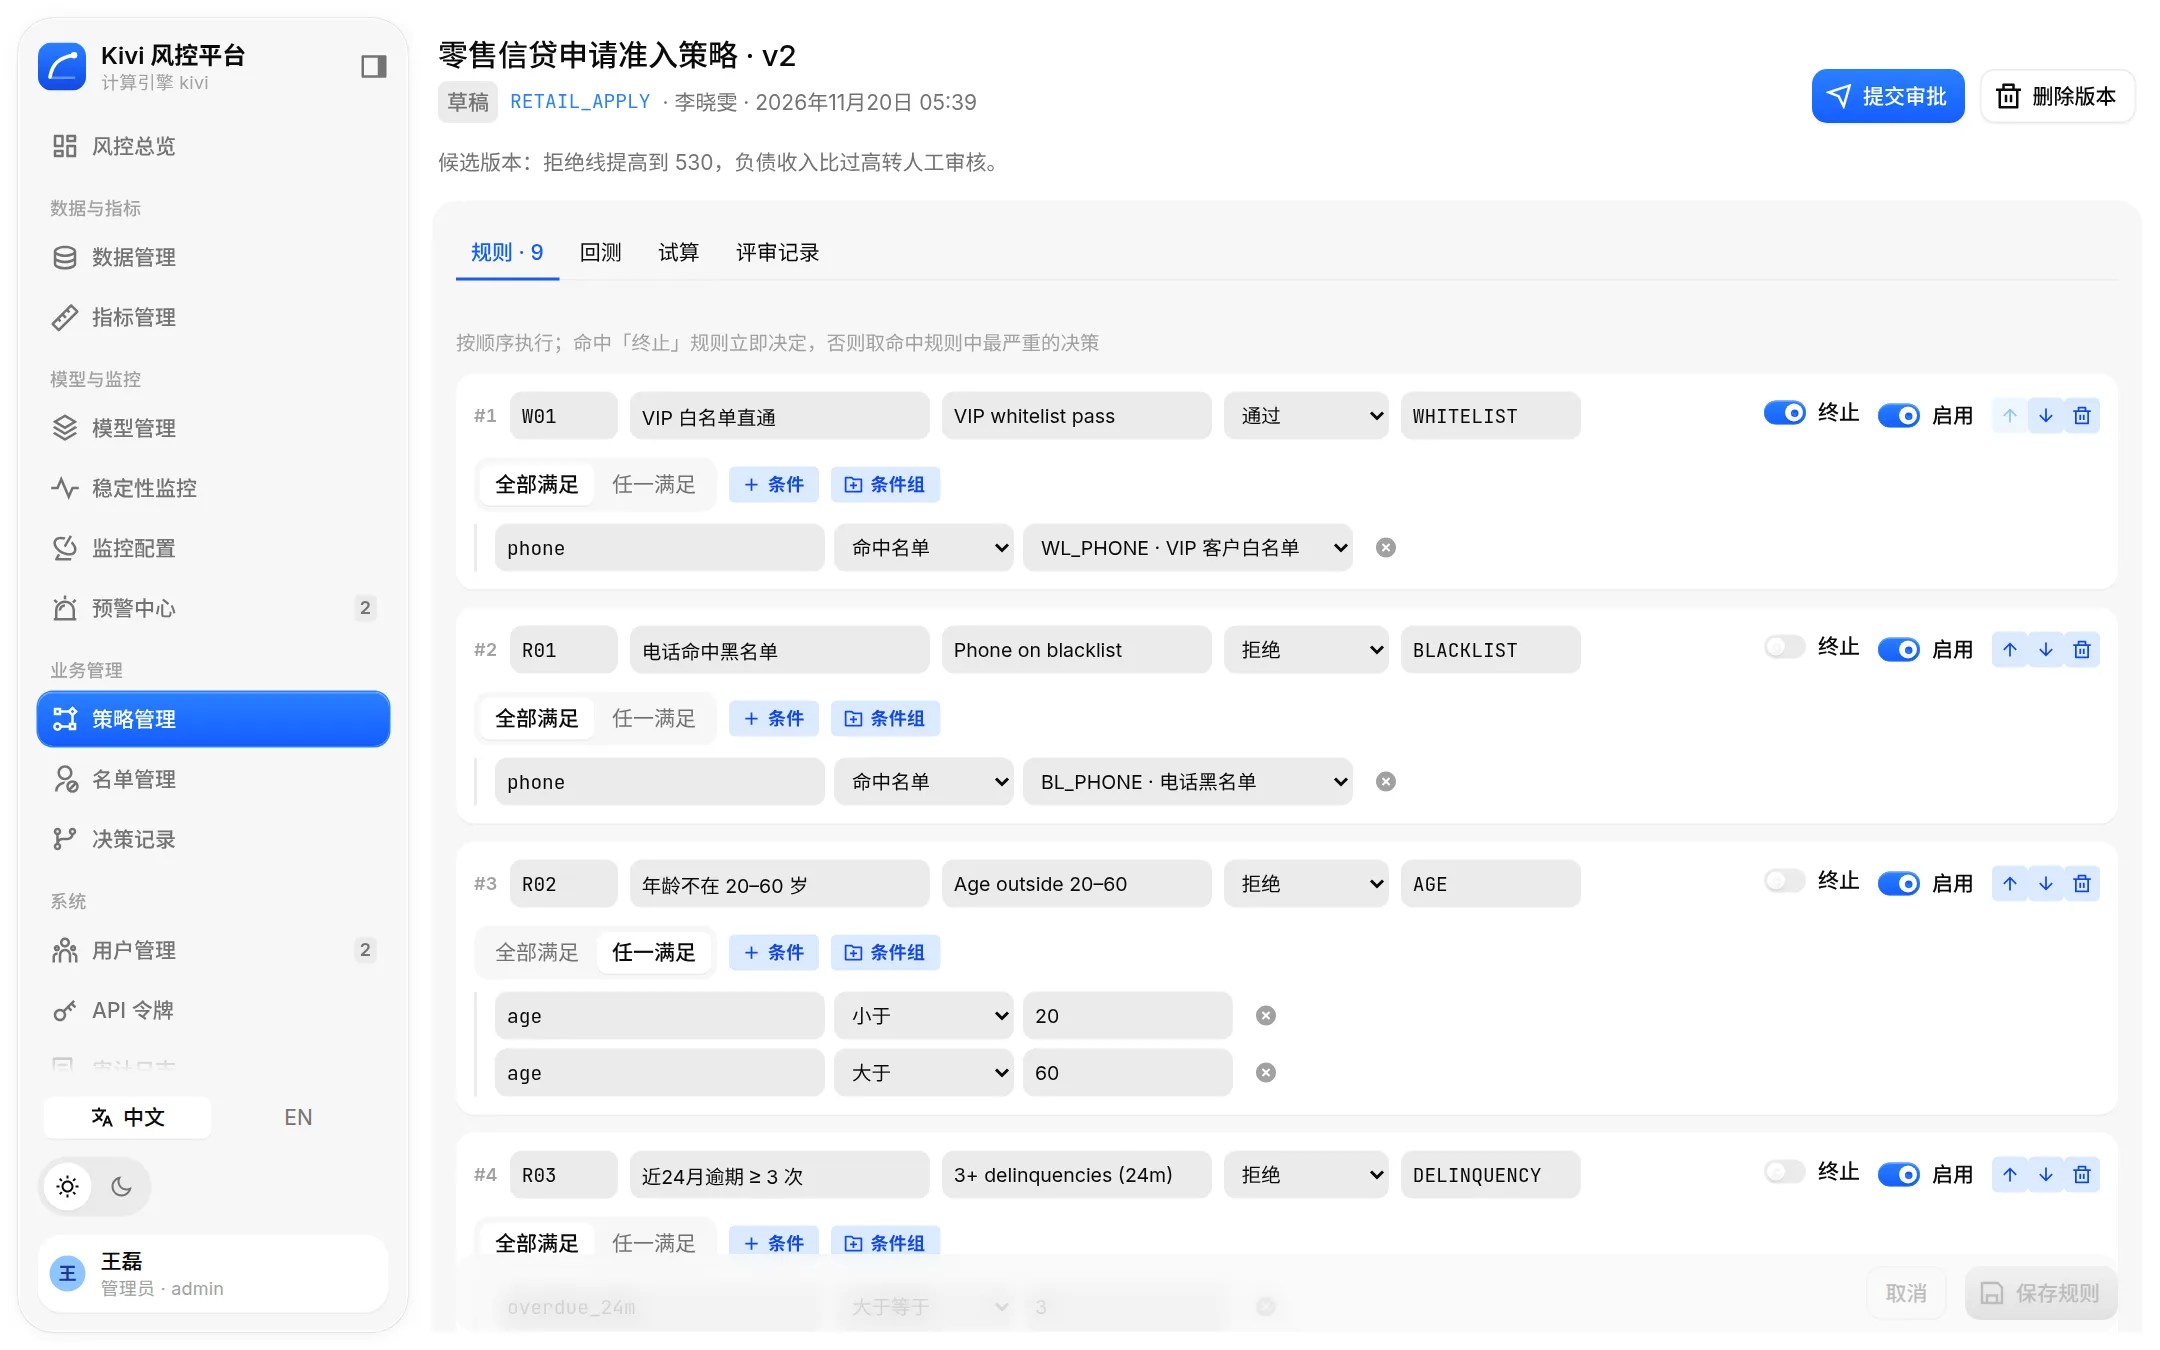 Kivi 风控平台
计算引擎 kivi
风控总览
数据与指标
数据管理
指标管理
模型与监控
模型管理
稳定性监控
监控配置
预警中心 2
业务管理
策略管理
名单管理
决策记录
系统
用户管理 2
API 令牌
审计日志
中文 EN
王 王磊
管理员 · admin
零售信贷申请准入策略 · v2
草稿 RETAIL_APPLY · 李晓雯 · 2026年11月20日 05:39
提交审批 删除版本
候选版本：拒绝线提高到 530，负债收入比过高转人工审核。
规则 · 9 回测 试算 评审记录
按顺序执行；命中「终止」规则立即决定，否则取命中规则中最严重的决策
#1 W01 VIP 白名单直通 VIP whitelist pass 通过 WHITELIST 终止 启用
全部满足 任一满足 + 条件 条件组
phone 命中名单 WL_PHONE · VIP 客户白名单
#2 R01 电话命中黑名单 Phone on blacklist 拒绝 BLACKLIST 终止 启用
全部满足 任一满足 + 条件 条件组
phone 命中名单 BL_PHONE · 电话黑名单
#3 R02 年龄不在 20–60 岁 Age outside 20–60 拒绝 AGE 终止 启用
全部满足 任一满足 + 条件 条件组
age 小于 20
age 大于 60
#4 R03 近24月逾期 ≥ 3 次 3+ delinquencies (24m) 拒绝 DELINQUENCY 终止 启用
全部满足 任一满足 + 条件 条件组
overdue_24m 大于等于 3
取消 保存规则